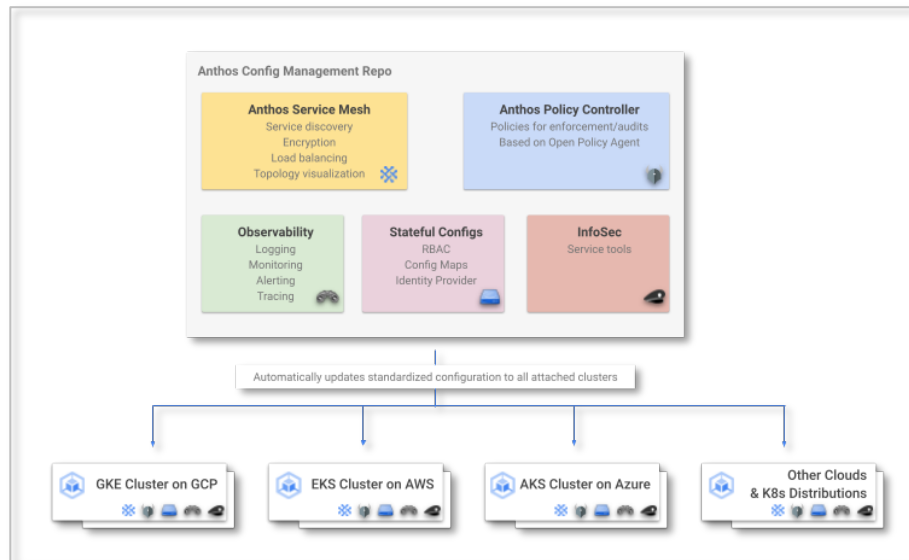 Anthos Config Management Repo
Anthos Service Mesh
Service discovery
Encryption
Load balancing
Topology visualization
Anthos Policy Controller
Policies for enforcement/audits
Based on Open Policy Agent
Observability
Logging
Monitoring
Alerting
Tracing
Stateful Configs
RBAC
Config Maps
Identity Provider
InfoSec
Service tools
Automatically updates standardized configuration to all attached clusters
GKE Cluster on GCP
EKS Cluster on AWS
AKS Cluster on Azure
Other Clouds
& K8s Distributions